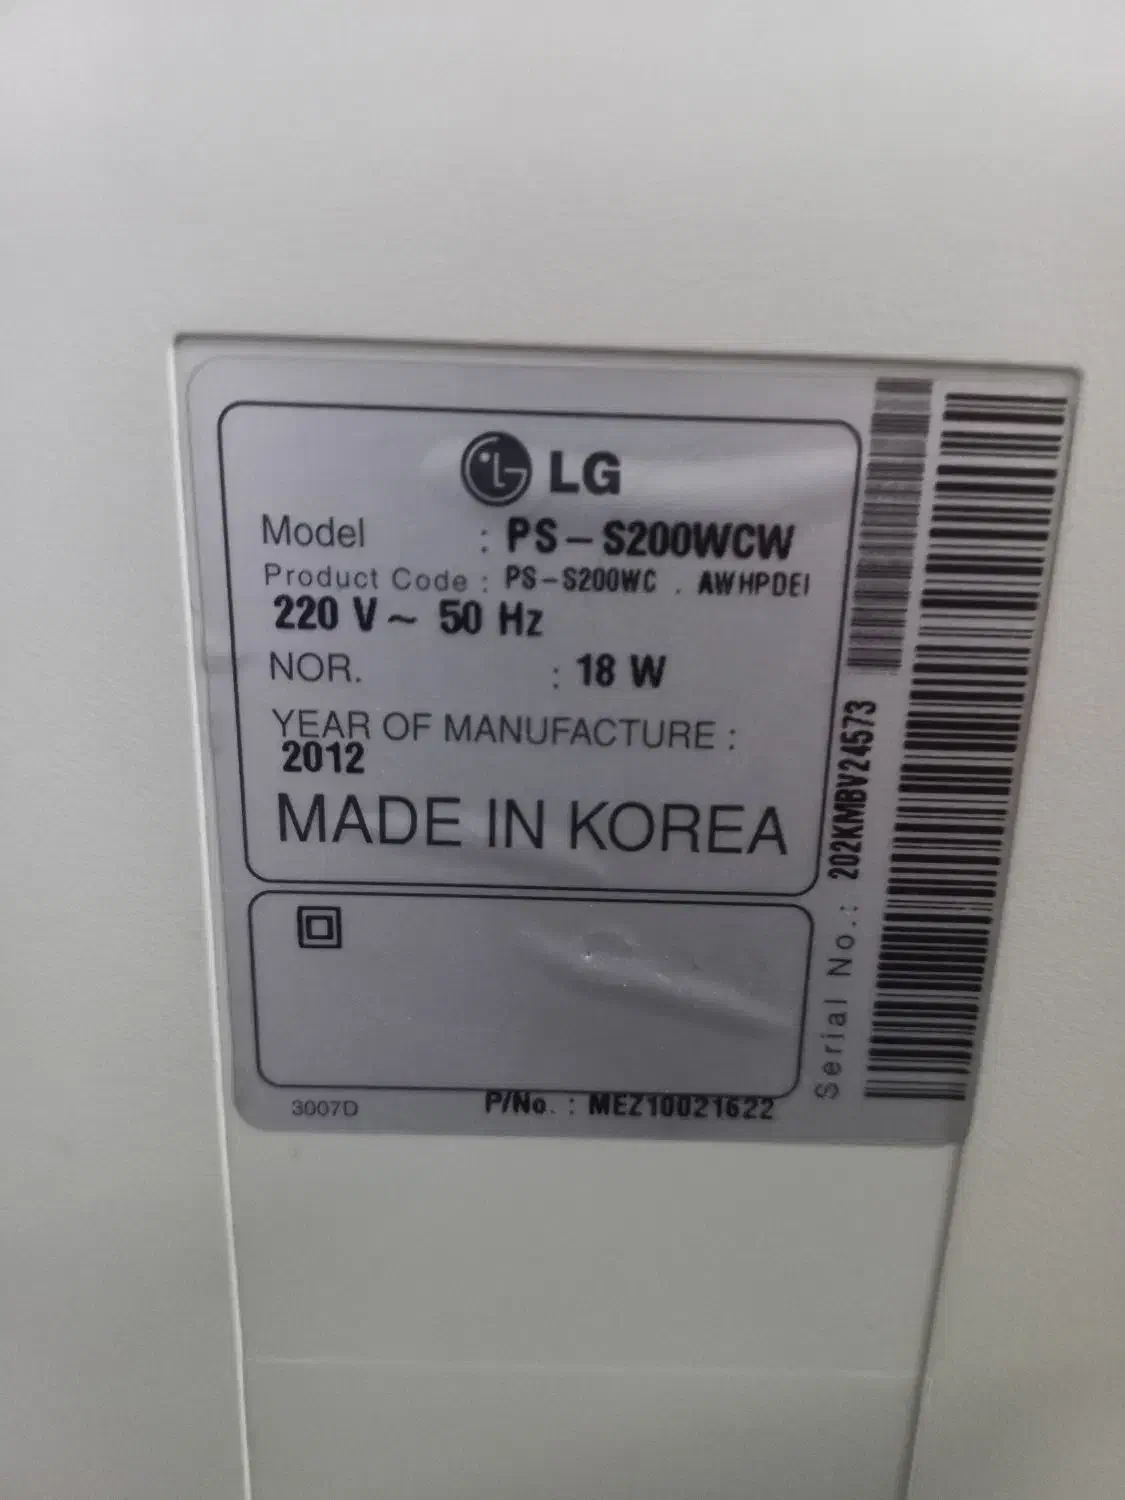 LG
Model : PS-S200WCW
Product Code : PS-S200WC . AWHPDEI
220 V ~ 50 Hz
NOR. : 18 W
YEAR OF MANUFACTURE :
2012
MADE IN KOREA
3007D
P/No. : MEZ10021622
Serial No. : 202KMBV24573